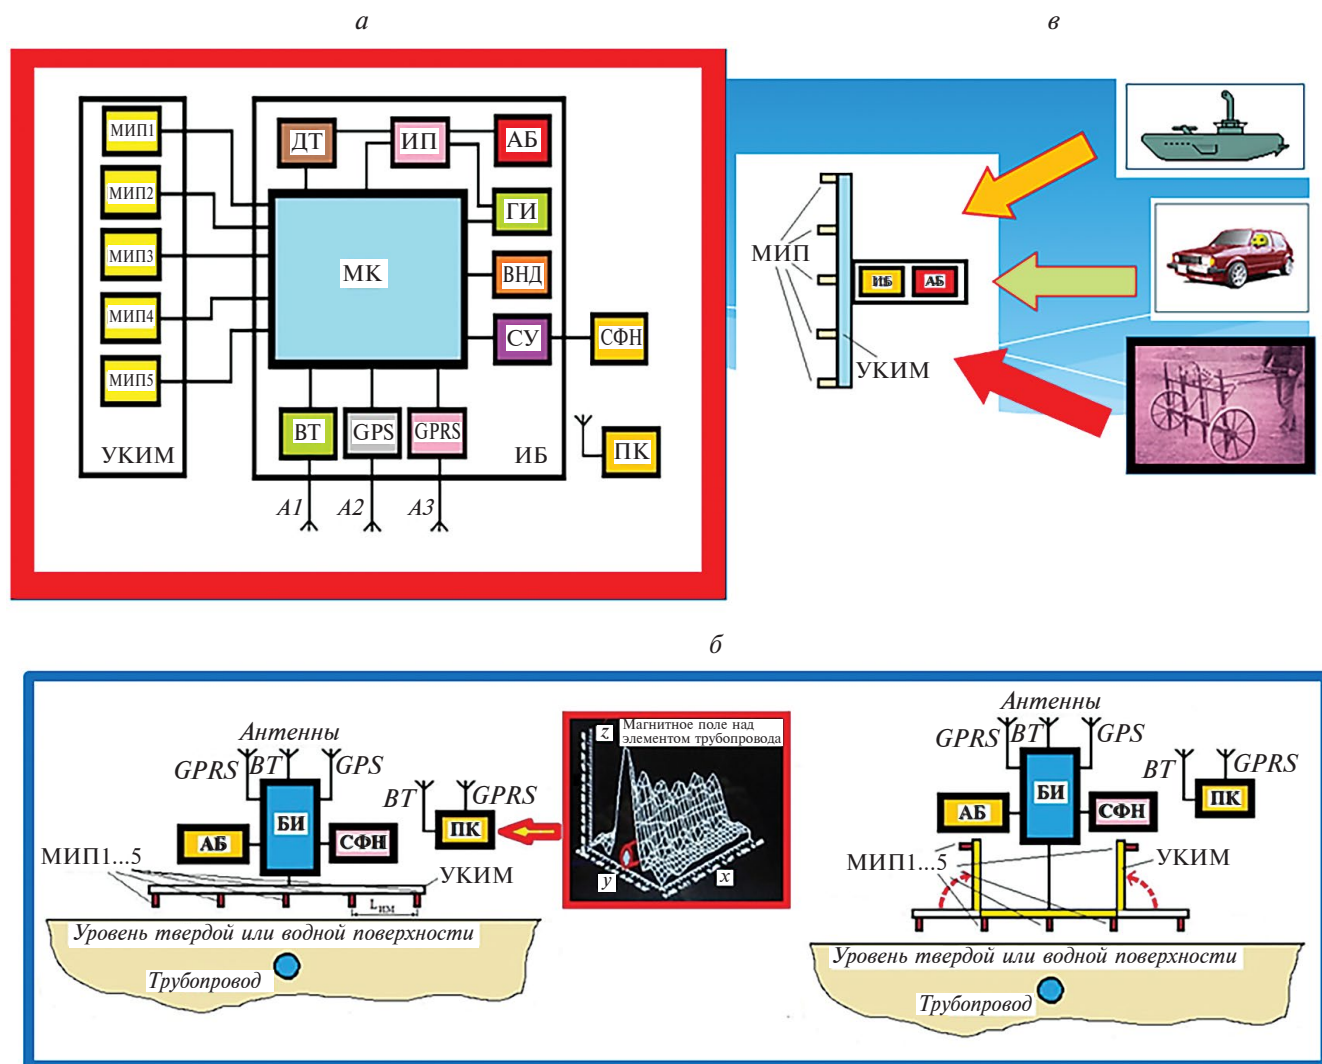 а
МИП1
МИП2
МИП3
МИП4
МИП5
УКИМ
ДТ
ИП
АБ
ГИ
МК
ВНД
СУ
СФН
ВТ
GPS
GPRS
ИБ
ПК
А1
А2
А3
в
МИП
ИБ
АБ
УКИМ
б
Антенны
GPRS
ВТ
GPS
БИ
АБ
СФН
ВТ
GPRS
ПК
МИП1...5
УКИМ
Lим
Уровень твердой или водной поверхности
Трубопровод
z
Магнитное поле над
элементом трубопровода
y
x
Антенны
GPRS
ВТ
GPS
БИ
АБ
СФН
ВТ
GPRS
ПК
МИП1...5
УКИМ
Уровень твердой или водной поверхности
Трубопровод